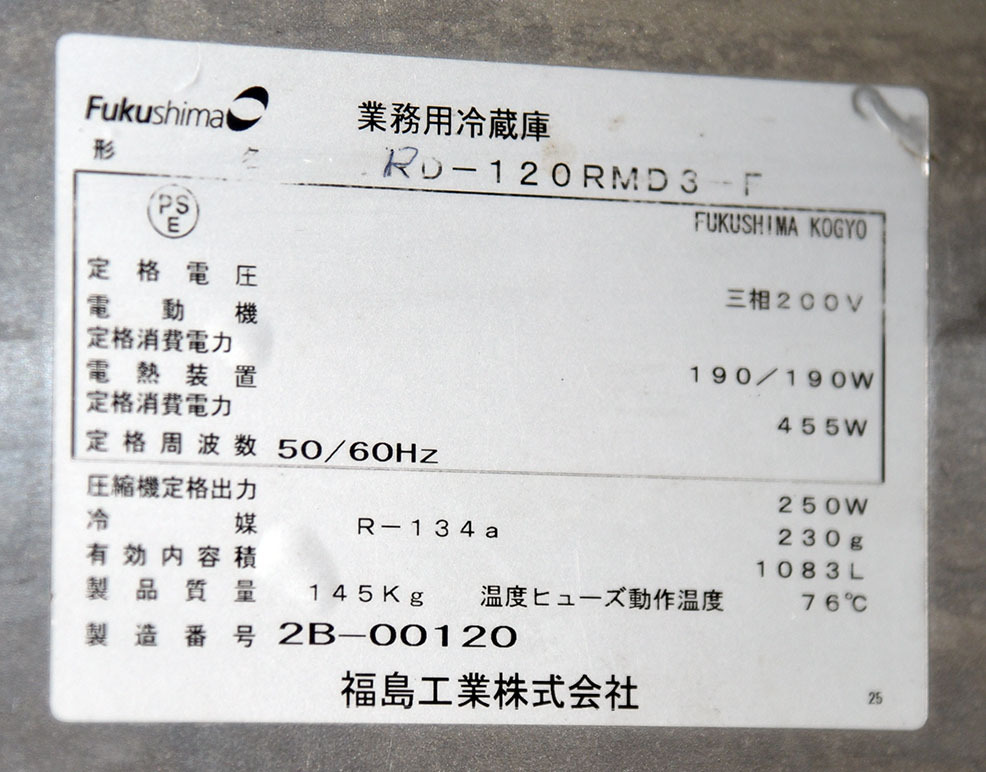 Fukushima 業務用冷蔵庫
形 RD-120RMD3-F
PSE FUKUSHIMA KOGYO
定格電圧 三相200V
電動機
定格消費電力 190/190W
電熱装置
定格消費電力 455W
定格周波数 50/60Hz
圧縮機定格出力 250W
冷媒 R-134a 230g
有効内容積 1083L
製品質量 145Kg 温度ヒューズ動作温度 76℃
製造番号 2B-00120
福島工業株式会社 25